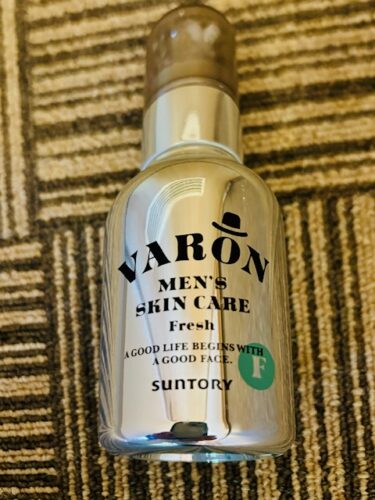 VARON
MEN'S
SKIN CARE
Fresh
A GOOD LIFE BEGINS WITH
A GOOD FACE.
F
SUNTORY